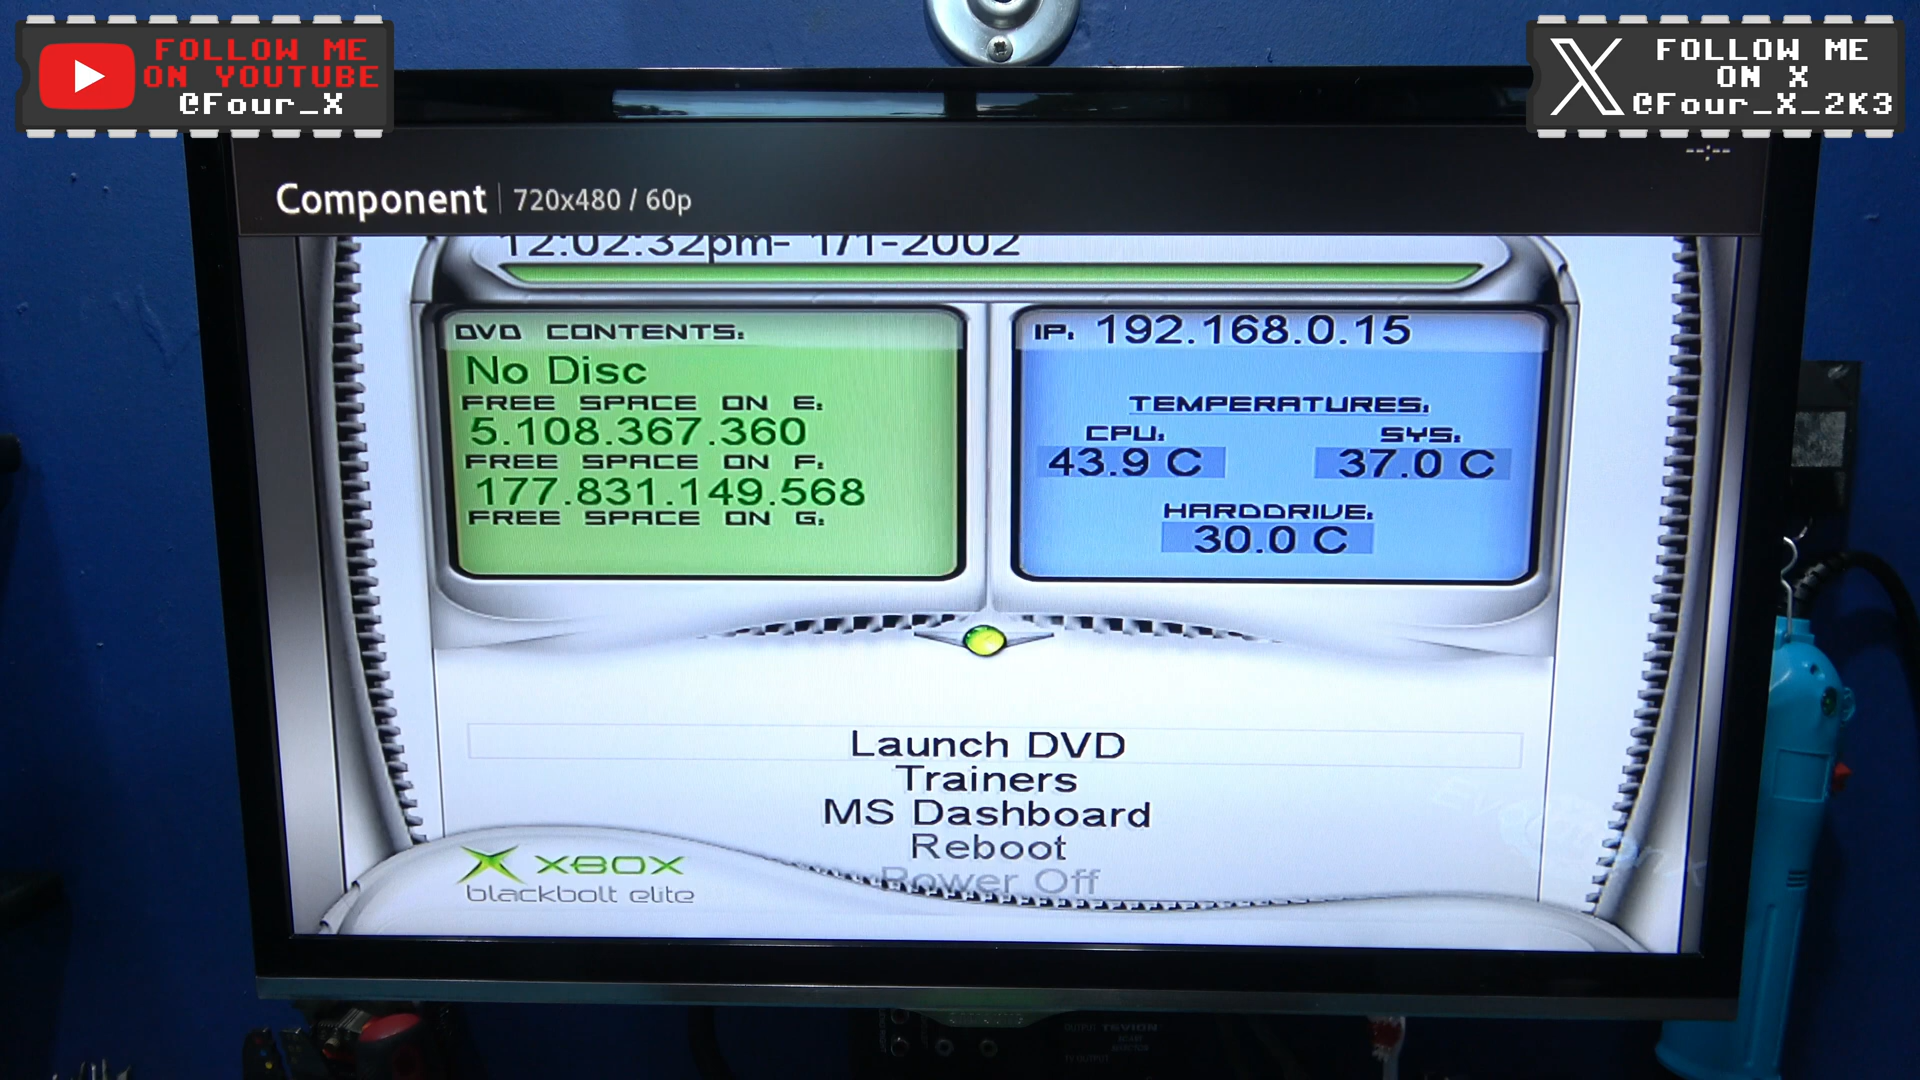 FOLLOW ME
ON YOUTUBE
@Four_X
FOLLOW ME
ON X
@Four_X_2K3
--:--
Component | 720x480 / 60p
12:02:32pm- 1/1-2002
DVD CONTENTS:
No Disc
FREE SPACE ON E:
5.108.367.360
FREE SPACE ON F:
177.831.149.568
FREE SPACE ON G:
IP: 192.168.0.15
TEMPERATURES:
CPU: SYS:
43.9 C 37.0 C
HARDDRIVE:
30.0 C
Launch DVD
Trainers
MS Dashboard
Reboot
Power Off
XBOX
blackbolt elite
Evolution X
OUTPUT TEVION